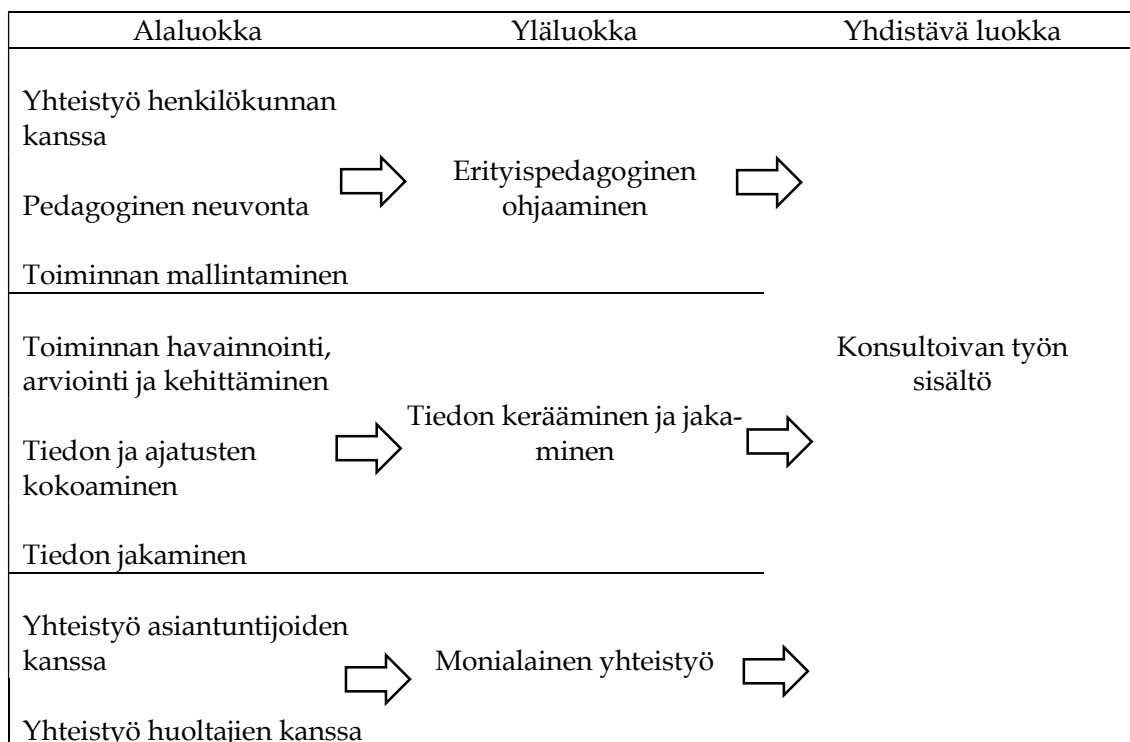 Alaluokka Yläluokka Yhdistävä luokka
Yhteistyö henkilökunnan
kanssa
Pedagoginen neuvonta
Toiminnan mallintaminen
Erityispedagoginen
ohjaaminen
Toiminnan havainnointi,
arviointi ja kehittäminen
Tiedon ja ajatusten
kokoaminen
Tiedon jakaminen
Tiedon kerääminen ja jaka-
minen
Yhteistyö asiantuntijoiden
kanssa
Yhteistyö huoltajien kanssa
Monialainen yhteistyö
Konsultoivan työn
sisältö